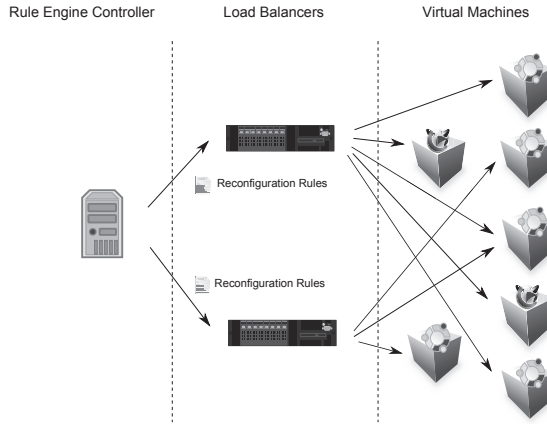 Rule Engine Controller
Load Balancers
Virtual Machines
Reconfiguration Rules
Reconfiguration Rules